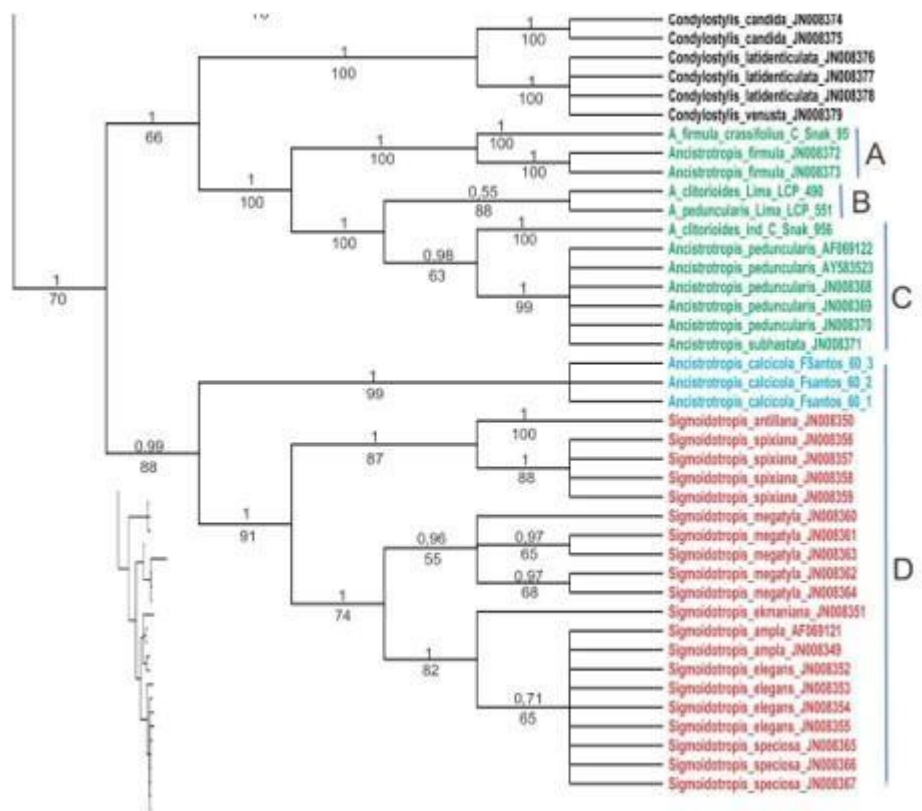 Condylostylis_candida_JN008374
1
100
Condylostylis_candida_JN008375
1
100
Condylostylis_latidenticulata_JN008376
Condylostylis_latidenticulata_JN008377
1
100
Condylostylis_latidenticulata_JN008378
Condylostylis_venusta_JN008379
1
66
A_firmula_crassifolius_C_Snak_95
1
100
1
100
Ancistrotropis_firmula_JN008372
1
100
Ancistrotropis_firmula_JN008373
A
1
100
A_clitorioides_Lima_LCP_490
0,55
88
A_peduncularis_Lima_LCP_551
B
1
100
A_clitorioides_ind_C_Snak_956
1
100
0,98
63
Ancistrotropis_peduncularis_AF069122
Ancistrotropis_peduncularis_AY583523
Ancistrotropis_peduncularis_JN008368
1
99
Ancistrotropis_peduncularis_JN008369
Ancistrotropis_peduncularis_JN008370
Ancistrotropis_subhastata_JN008371
C
1
70
Ancistrotropis_calcicola_FSantos_60_3
1
99
Ancistrotropis_calcicola_Fsantos_60_2
Ancistrotropis_calcicola_Fsantos_60_1
0,99
88
Sigmoidotropis_antillana_JN008350
1
100
1
87
Sigmoidotropis_spixiana_JN008356
Sigmoidotropis_spixiana_JN008357
1
88
Sigmoidotropis_spixiana_JN008358
Sigmoidotropis_spixiana_JN008359
1
91
Sigmoidotropis_megatyla_JN008360
0,96
55
Sigmoidotropis_megatyla_JN008361
0,97
65
Sigmoidotropis_megatyla_JN008363
Sigmoidotropis_megatyla_JN008362
0,97
68
Sigmoidotropis_megatyla_JN008364
1
74
Sigmoidotropis_ekmaniana_JN008351
1
82
Sigmoidotropis_ampla_AF069121
Sigmoidotropis_ampla_JN008349
Sigmoidotropis_elegans_JN008352
Sigmoidotropis_elegans_JN008353
0,71
65
Sigmoidotropis_elegans_JN008354
Sigmoidotropis_elegans_JN008355
Sigmoidotropis_speciosa_JN008365
Sigmoidotropis_speciosa_JN008366
Sigmoidotropis_speciosa_JN008367
D